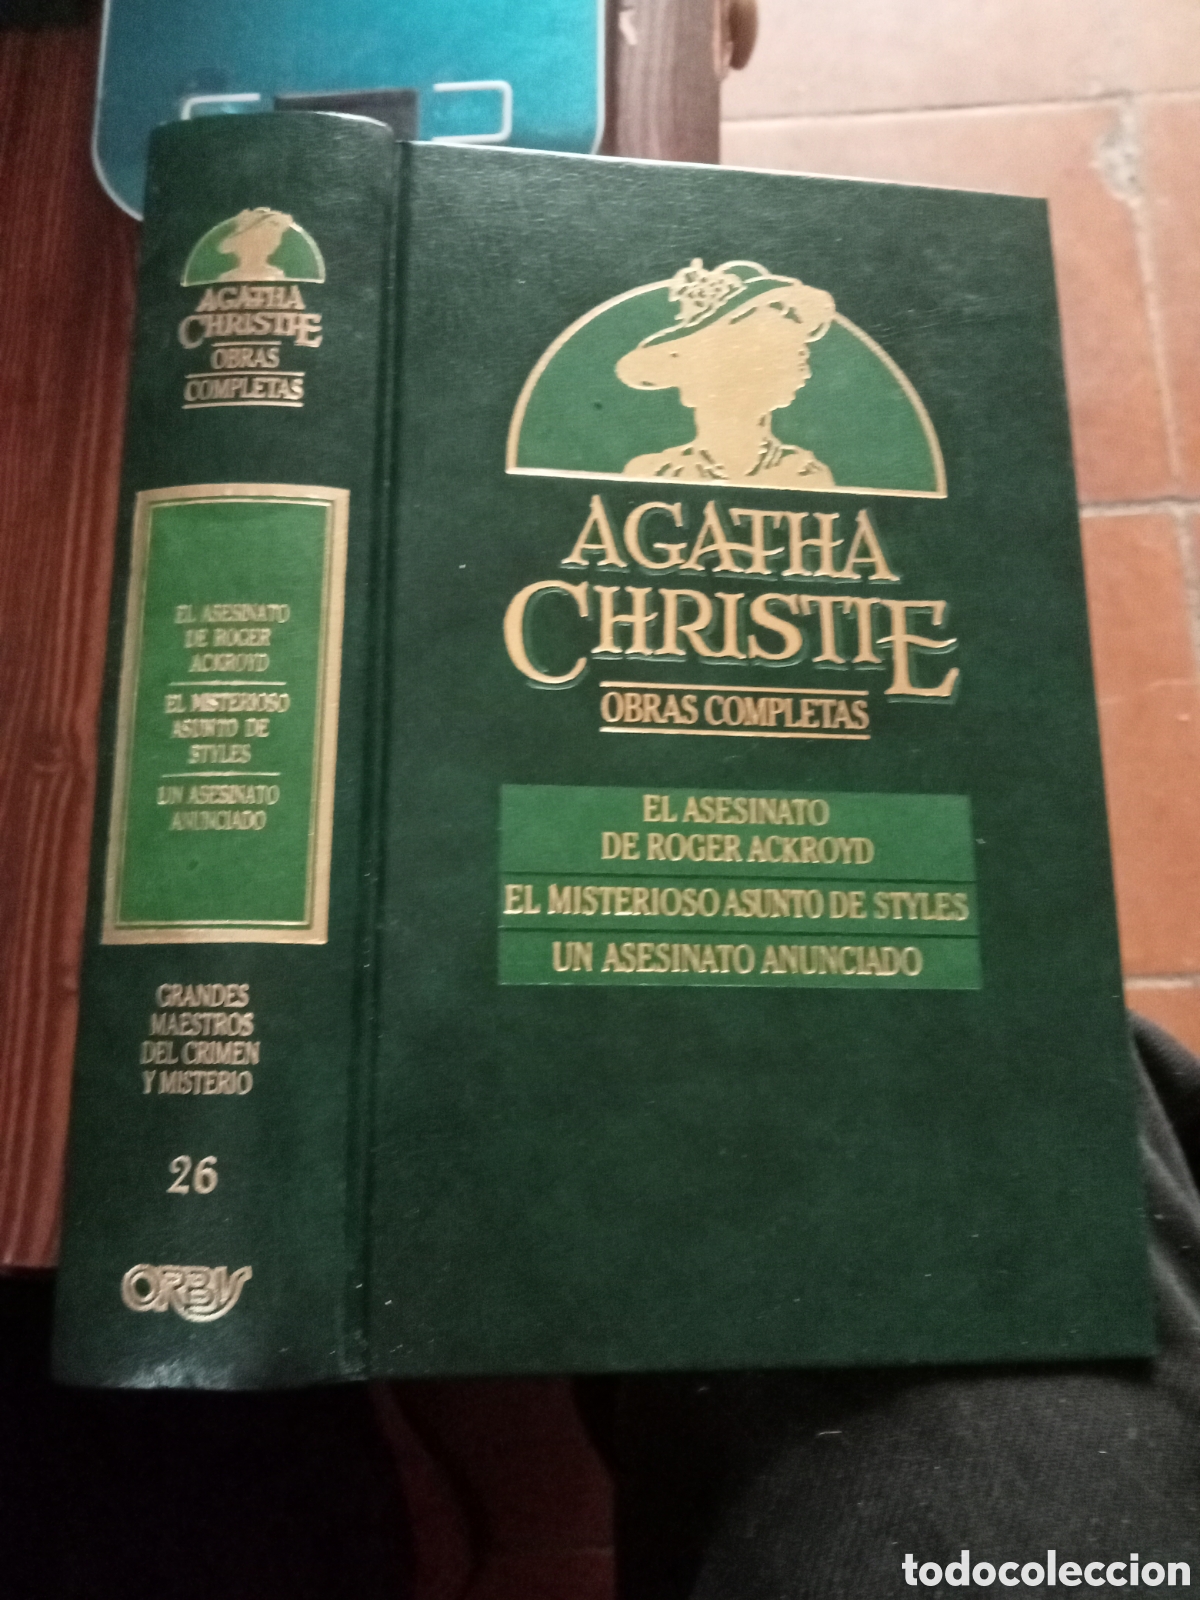 AGATHA
CHRISTIE
OBRAS
COMPLETAS
EL ASESINATO
DE ROGER
ACKROYD
EL MISTERIOSO
ASUNTO DE
STYLES
UN ASESINATO
ANUNCIADO
GRANDES
MAESTROS
DEL CRIMEN
Y MISTERIO
26
ORBIS
AGATHA
CHRISTIE
OBRAS COMPLETAS
EL ASESINATO
DE ROGER ACKROYD
EL MISTERIOSO ASUNTO DE STYLES
UN ASESINATO ANUNCIADO
todocoleccion